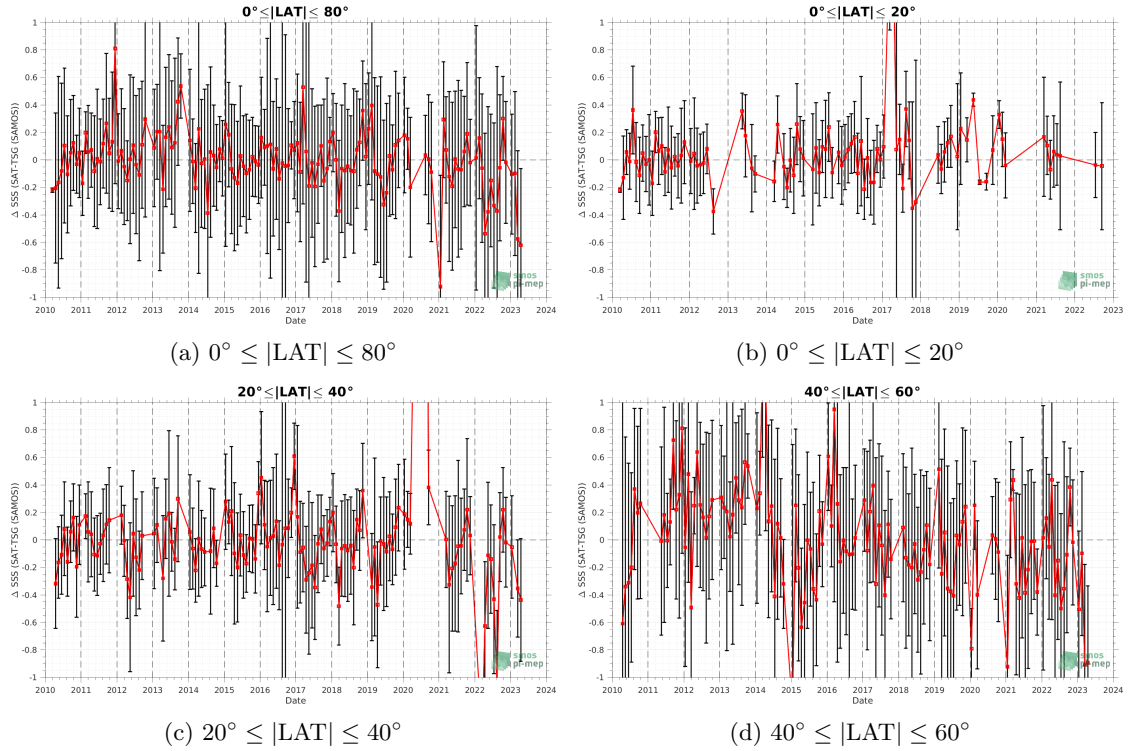 0°≤|LAT|≤ 80°
Δ SSS (SAT-TSG (SAMOS))
1
0.8
0.6
0.4
0.2
0
-0.2
-0.4
-0.6
-0.8
-1
2010 2011 2012 2013 2014 2015 2016 2017 2018 2019 2020 2021 2022 2023 2024
Date
smos
pi-mep
(a) 0° ≤ |LAT| ≤ 80°
0°≤|LAT|≤ 20°
Δ SSS (SAT-TSG (SAMOS))
1
0.8
0.6
0.4
0.2
0
-0.2
-0.4
-0.6
-0.8
-1
2010 2011 2012 2013 2014 2015 2016 2017 2018 2019 2020 2021 2022 2023
Date
smos
pi-mep
(b) 0° ≤ |LAT| ≤ 20°
20°≤|LAT|≤ 40°
Δ SSS (SAT-TSG (SAMOS))
1
0.8
0.6
0.4
0.2
0
-0.2
-0.4
-0.6
-0.8
-1
2010 2011 2012 2013 2014 2015 2016 2017 2018 2019 2020 2021 2022 2023 2024
Date
smos
pi-mep
(c) 20° ≤ |LAT| ≤ 40°
40°≤|LAT|≤ 60°
Δ SSS (SAT-TSG (SAMOS))
1
0.8
0.6
0.4
0.2
0
-0.2
-0.4
-0.6
-0.8
-1
2010 2011 2012 2013 2014 2015 2016 2017 2018 2019 2020 2021 2022 2023 2024
Date
smos
pi-mep
(d) 40° ≤ |LAT| ≤ 60°